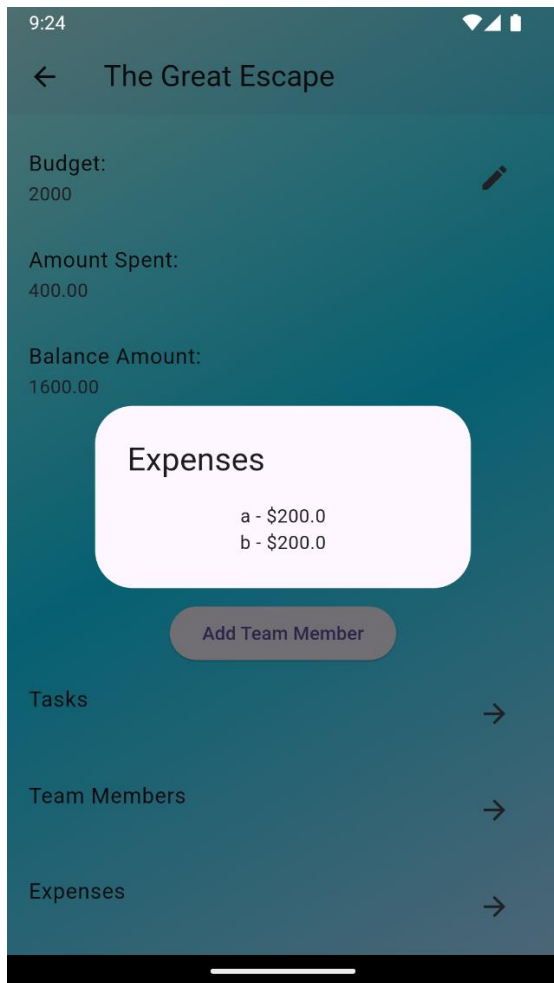 9:24
The Great Escape
Budget:
2000
Amount Spent:
400.00
Balance Amount:
1600.00
Expenses
a - $200.0
b - $200.0
Add Team Member
Tasks
Team Members
Expenses